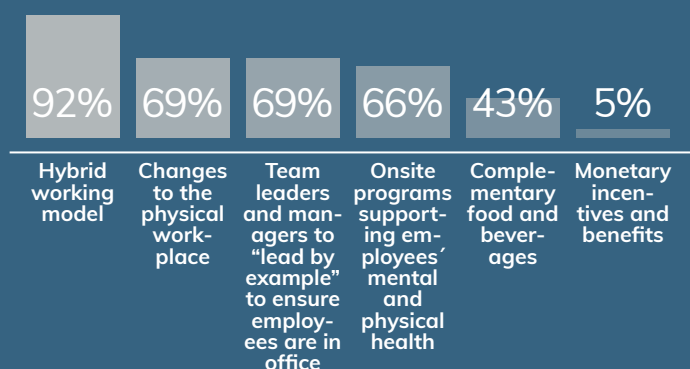 92% 69% 69% 66% 43% 5%
Hybrid
working
model
Changes
to the
physical
work-
place
Team
leaders
and man-
agers to
“lead by
example”
to ensure
employ-
ees are in
office
Onsite
programs
support-
ing em-
ployees´
mental
and
physical
health
Comple-
mentary
food and
bever-
ages
Monetary
incen-
tives and
benefits